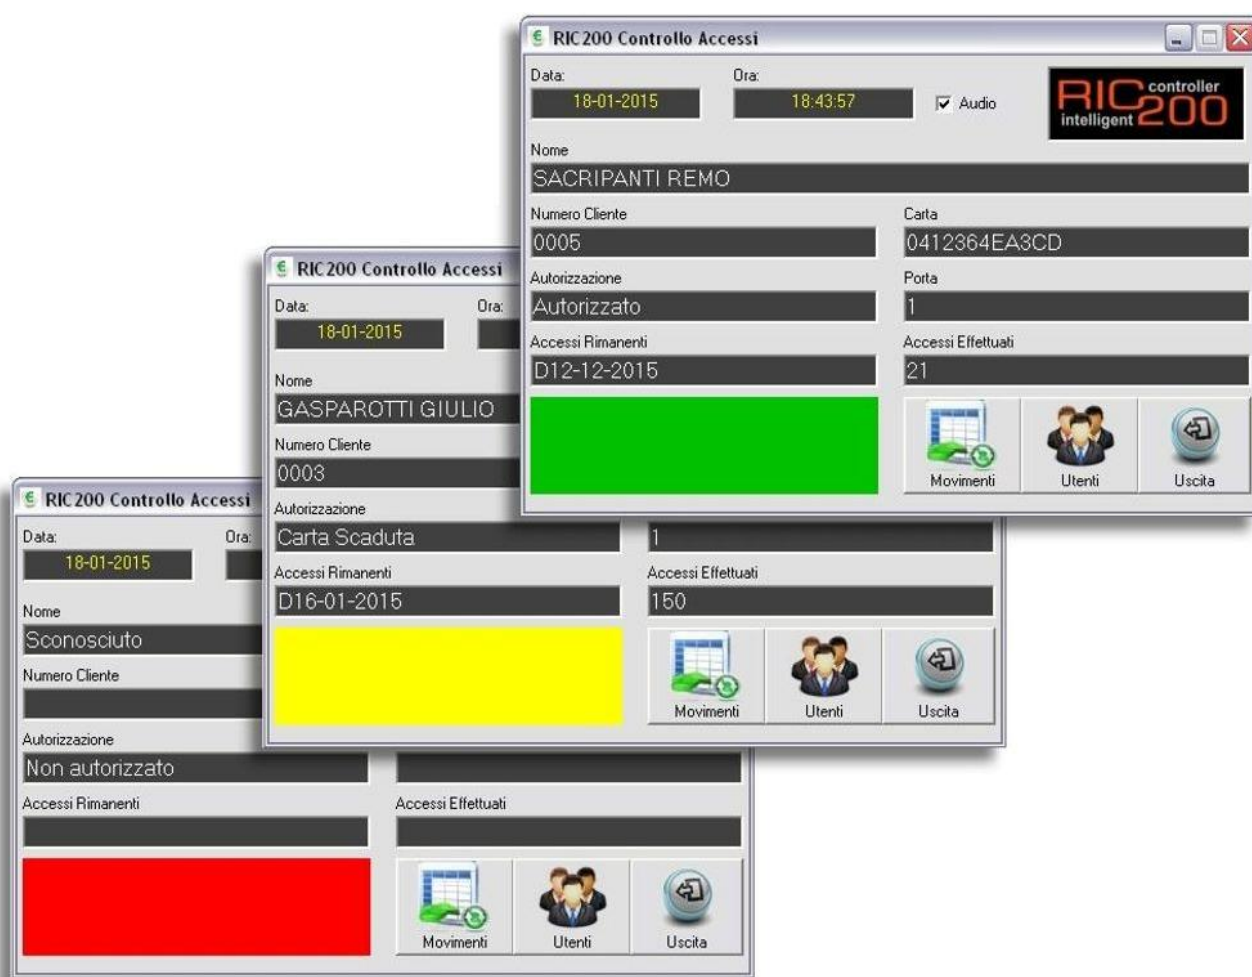 RIC200 Controllo Accessi
Data: Ora:
18-01-2015 18:43:57 Audio
RIC controller
intelligent 200
Nome
SACRIPANTI REMO
Numero Cliente Carta
0005 0412364EA3CD
Autorizzazione Porta
Autorizzato 1
Accessi Rimanenti Accessi Effettuati
D12-12-2015 21
Movimenti Utenti Uscita
RIC200 Controllo Accessi
Data: Ora:
18-01-2015
Nome
GASPAROTTI GIULIO
Numero Cliente
0003
Autorizzazione
Carta Scaduta 1
Accessi Rimanenti Accessi Effettuati
D16-01-2015 150
Movimenti Utenti Uscita
RIC200 Controllo Accessi
Data: Ora:
18-01-2015
Nome
Sconosciuto
Numero Cliente
Autorizzazione
Non autorizzato
Accessi Rimanenti Accessi Effettuati
Movimenti Utenti Uscita